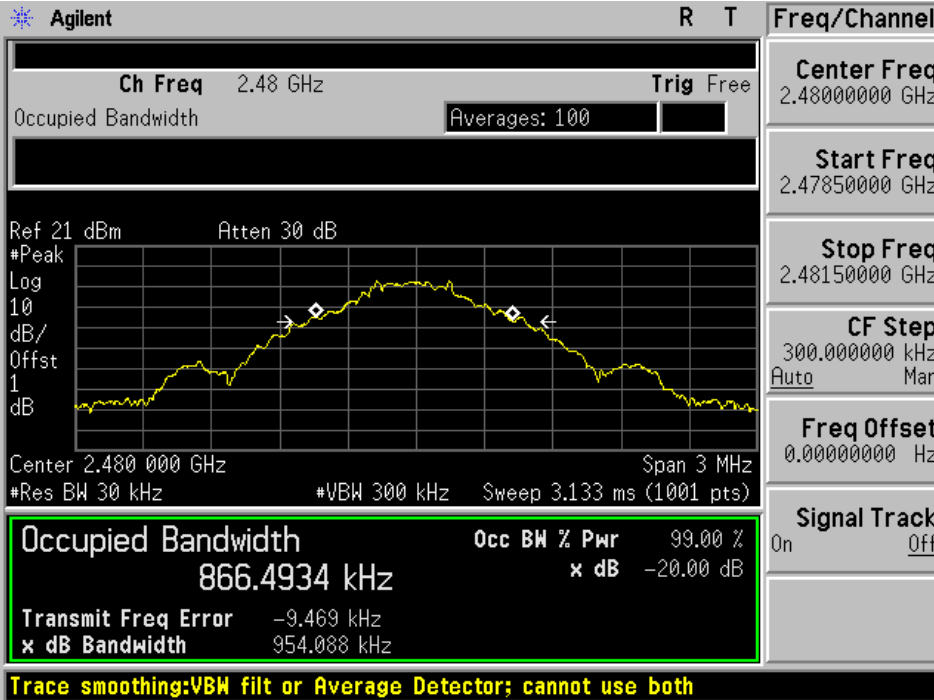 Agilent R T Freq/Channel
Ch Freq 2.48 GHz Trig Free
Occupied Bandwidth Averages: 100
Center Freq
2.48000000 GHz
Start Freq
2.47850000 GHz
Stop Freq
2.48150000 GHz
CF Step
300.000000 kHz
Auto Man
Freq Offset
0.00000000 Hz
Signal Track
On Off
Ref 21 dBm Atten 30 dB
#Peak
Log
10
dB/
Offst
1
dB
Center 2.480 000 GHz Span 3 MHz
#Res BW 30 kHz #VBW 300 kHz Sweep 3.133 ms (1001 pts)
Occupied Bandwidth Occ BW % Pwr 99.00 %
866.4934 kHz x dB -20.00 dB
Transmit Freq Error -9.469 kHz
x dB Bandwidth 954.088 kHz
Trace smoothing:VBW filt or Average Detector; cannot use both